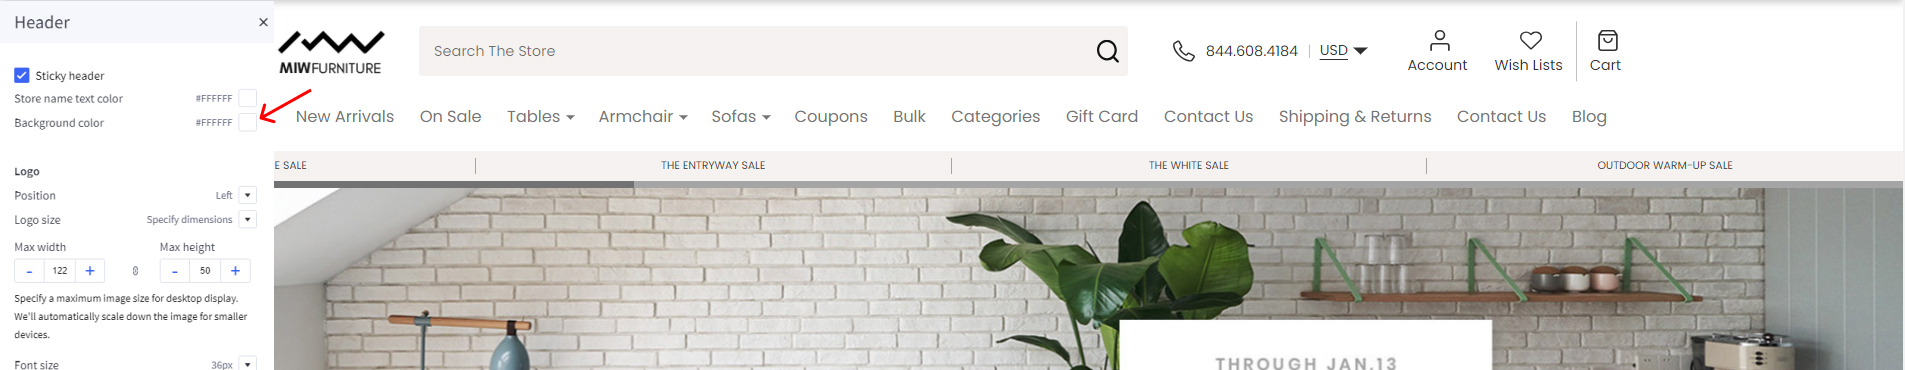 Header
Sticky header
Store name text color #FFFFFF
Background color #FFFFFF
Logo
Position Left
Logo size Specify dimensions
Max width Max height
- 122 + - 50 +
Specify a maximum image size for desktop display.
We'll automatically scale down the image for smaller
devices.
Font size 36px
MIWFURNITURE
Search The Store
844.608.4184 | USD
Account
Wish Lists
Cart
New Arrivals On Sale Tables Armchair Sofas Coupons Bulk Categories Gift Card Contact Us Shipping & Returns Contact Us Blog
E SALE THE ENTRYWAY SALE THE WHITE SALE OUTDOOR WARM-UP SALE
THROUGH JAN.13